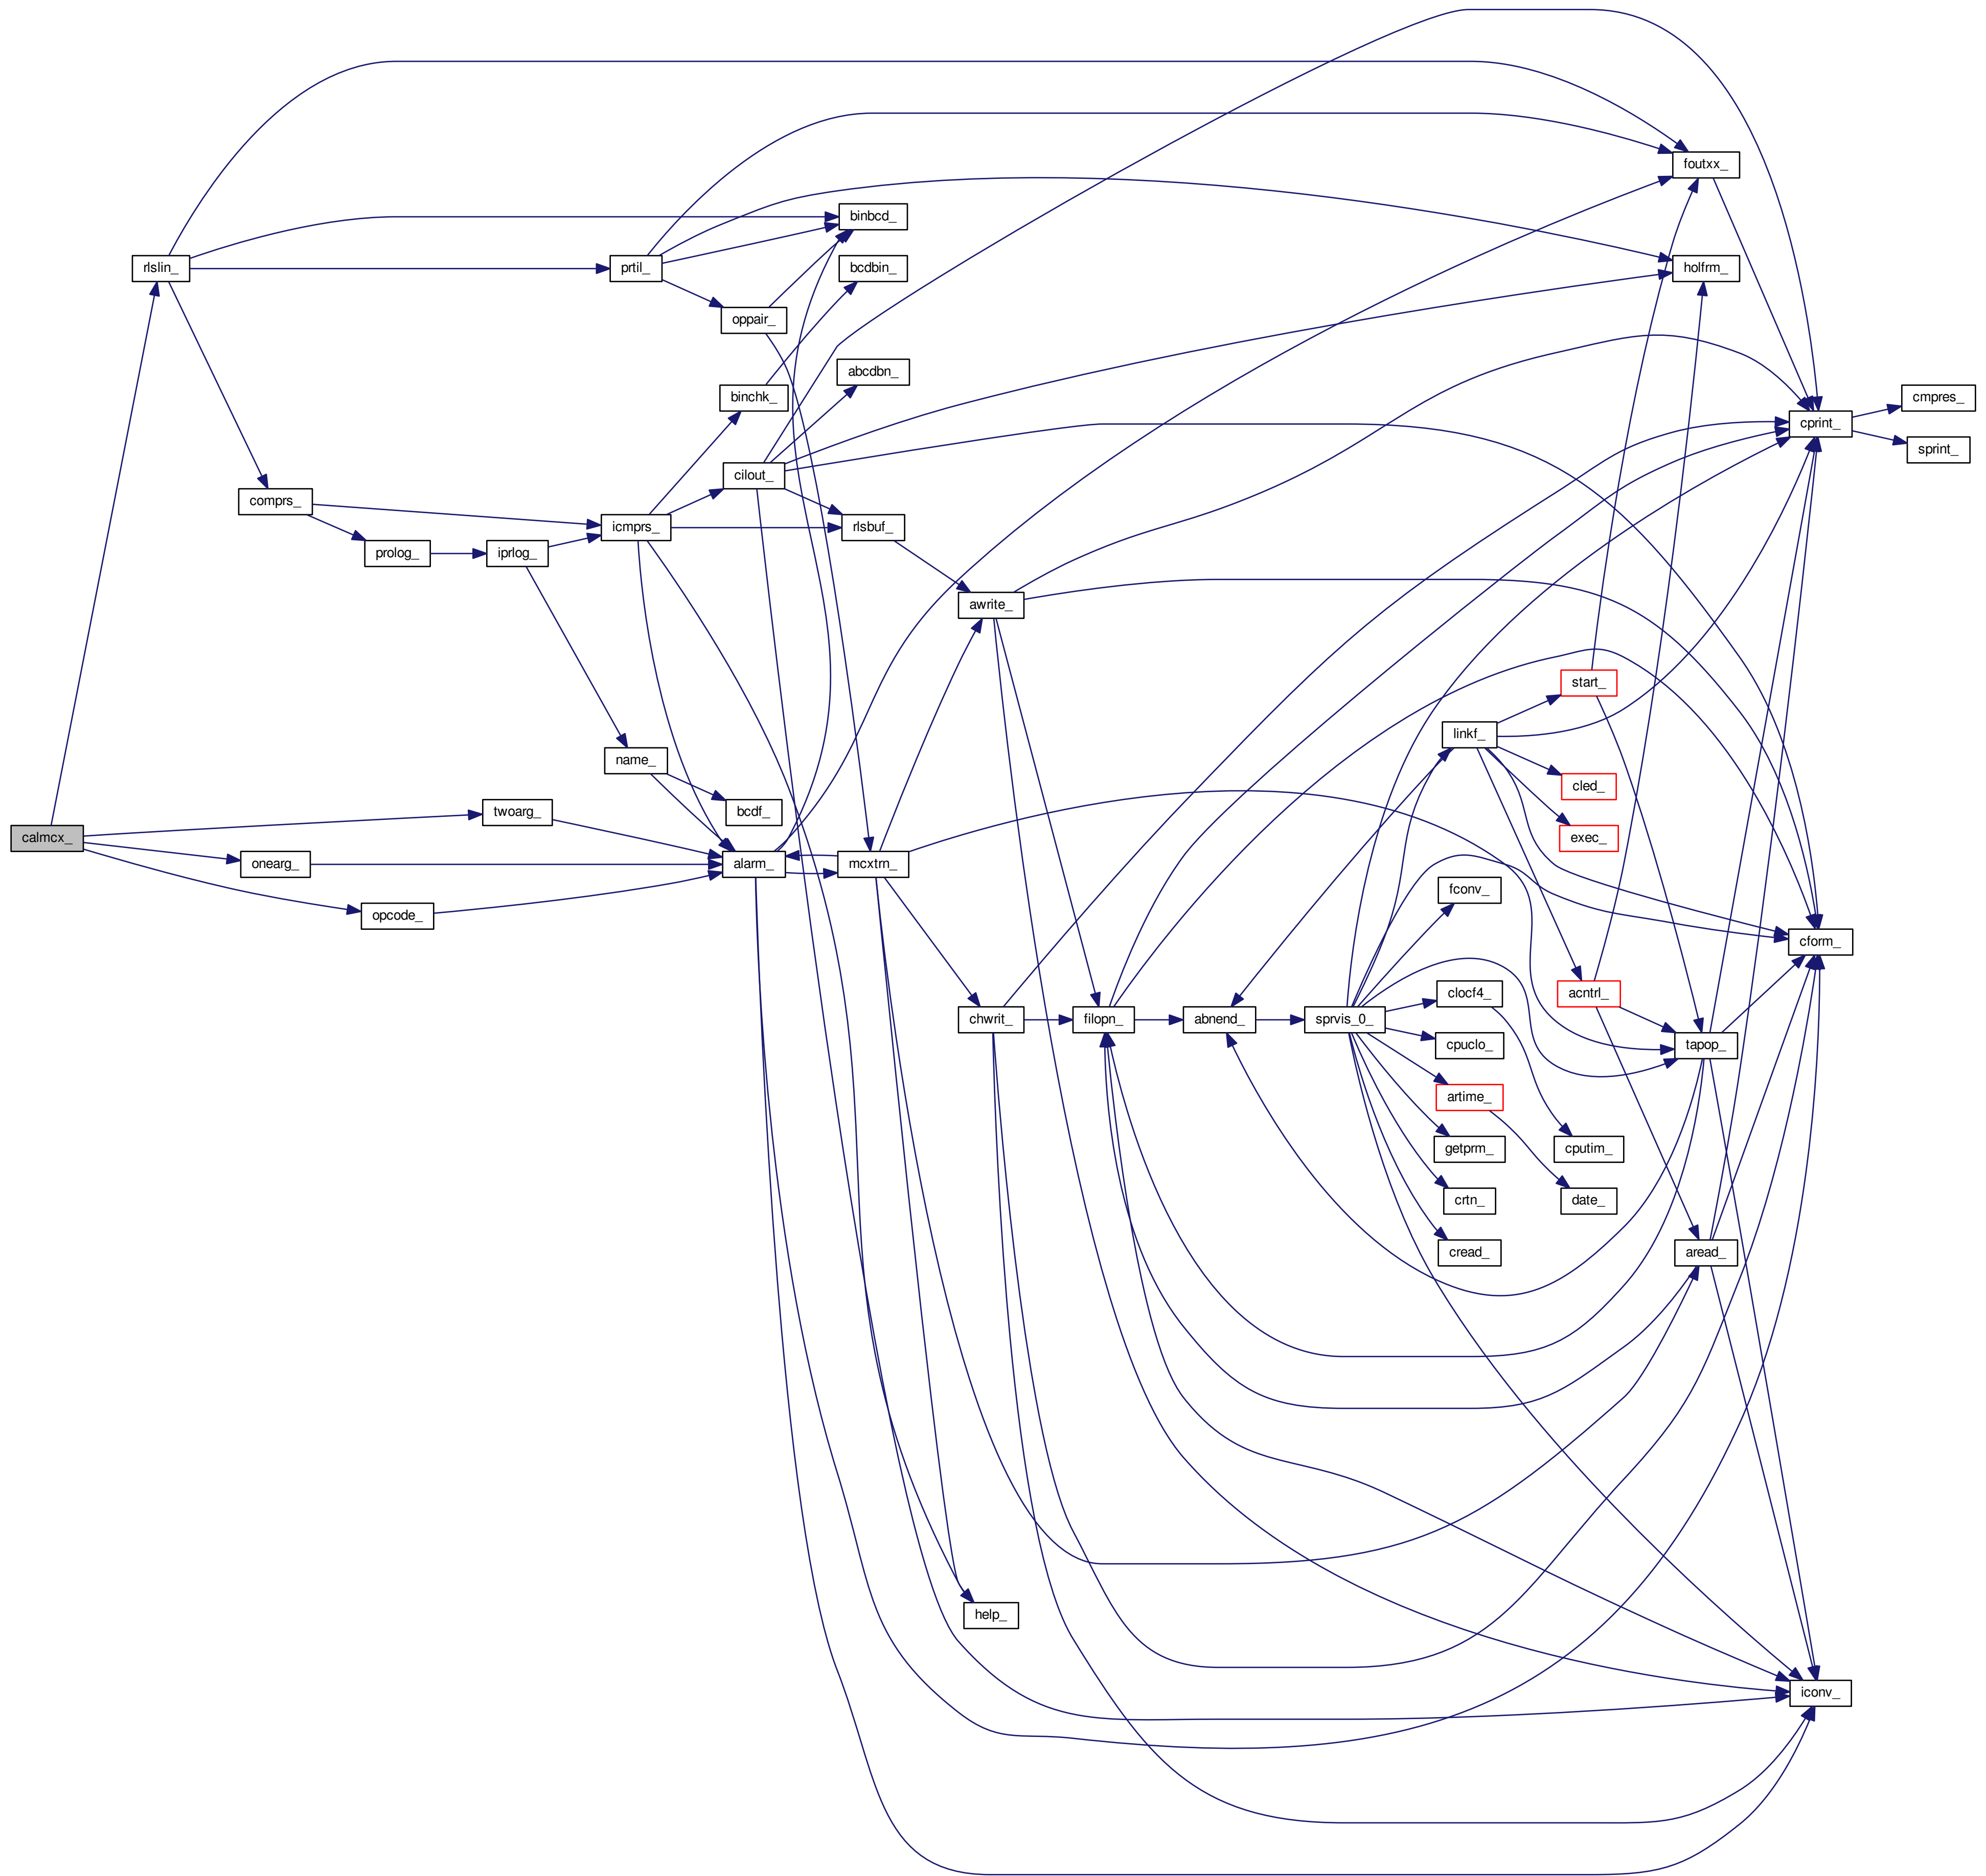 foutxx_
binbcd_
rlslin_
prtil_
bcdbin_
holfrm_
oppair_
abcdbn_
binchk_
cmpres_
cprint_
sprint_
cilout_
comprs_
icmprs_
rlsbuf_
prolog_
iprlog_
awrite_
start_
linkf_
name_
cled_
twoarg_
bcdf_
calmcx_
exec_
onearg_
alarm_
mcxtrn_
fconv_
opcode_
cform_
clocf4_
acntrl_
chwrit_
filopn_
abnend_
sprvis_0_
cpuclo_
tapop_
artime_
getprm_
cputim_
crtn_
date_
cread_
aread_
help_
iconv_